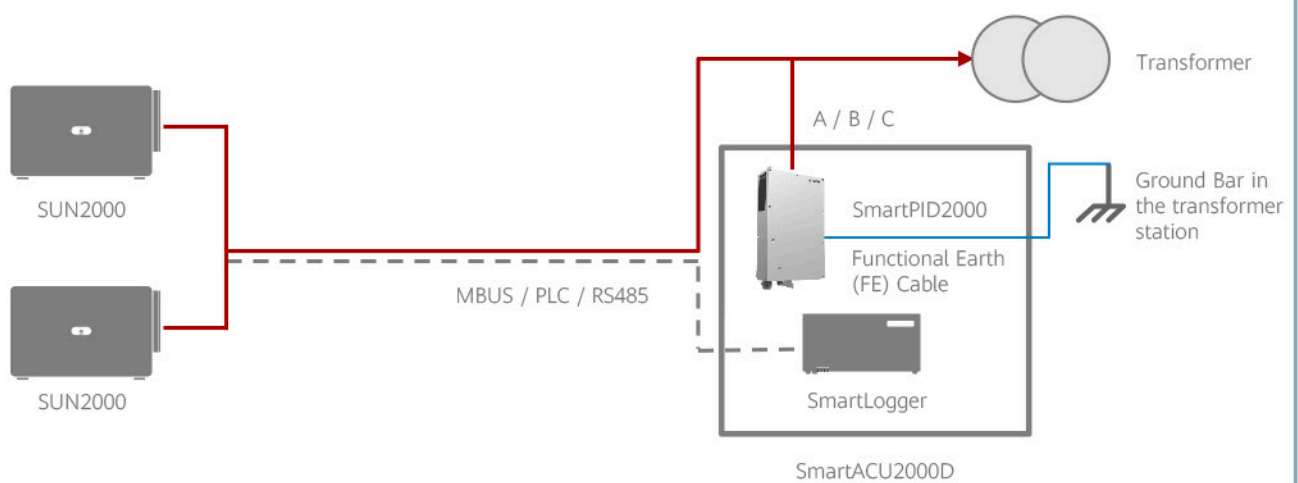 Transformer
A / B / C
SUN2000
SmartPID2000
Ground Bar in
the transformer
station
Functional Earth
(FE) Cable
MBUS / PLC / RS485
SUN2000
SmartLogger
SmartACU2000D